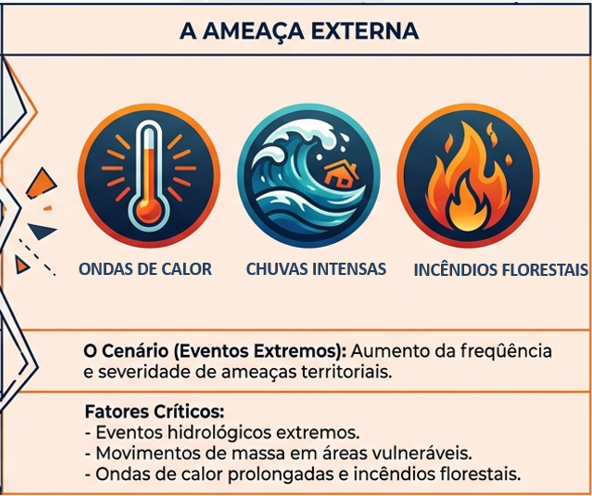 A AMEAÇA EXTERNA
ONDAS DE CALOR
CHUVAS INTENSAS
INCÊNDIOS FLORESTAIS
O Cenário (Eventos Extremos): Aumento da freqûência
e severidade de ameaças territoriais.
Fatores Críticos:
- Eventos hidrológicos extremos.
- Movimentos de massa em áreas vulneráveis.
- Ondas de calor prolongadas e incêndios florestais.